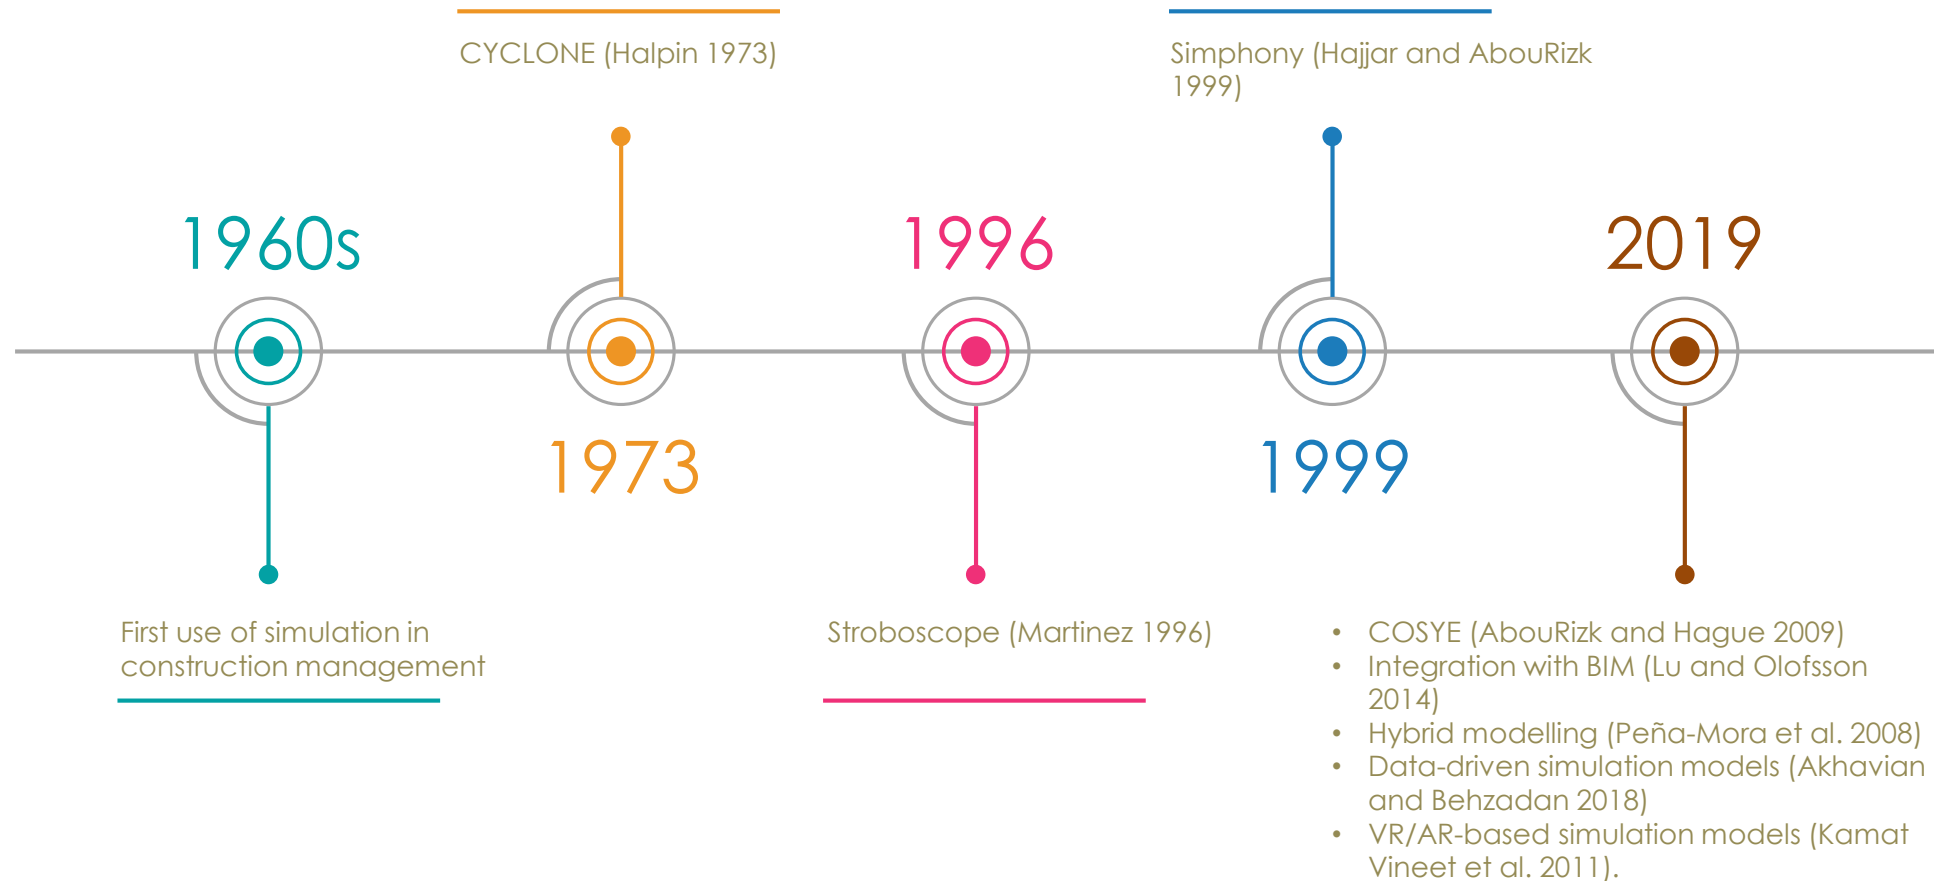 CYCLONE (Halpin 1973)
Simphony (Hajjar and AbouRizk
1999)
1960s
1996
2019
1973
1999
First use of simulation in
construction management
Stroboscope (Martinez 1996)
• COSYE (AbouRizk and Hague 2009)
• Integration with BIM (Lu and Olofsson
2014)
• Hybrid modelling (Peña-Mora et al. 2008)
• Data-driven simulation models (Akhavian
and Behzadan 2018)
• VR/AR-based simulation models (Kamat
Vineet et al. 2011).